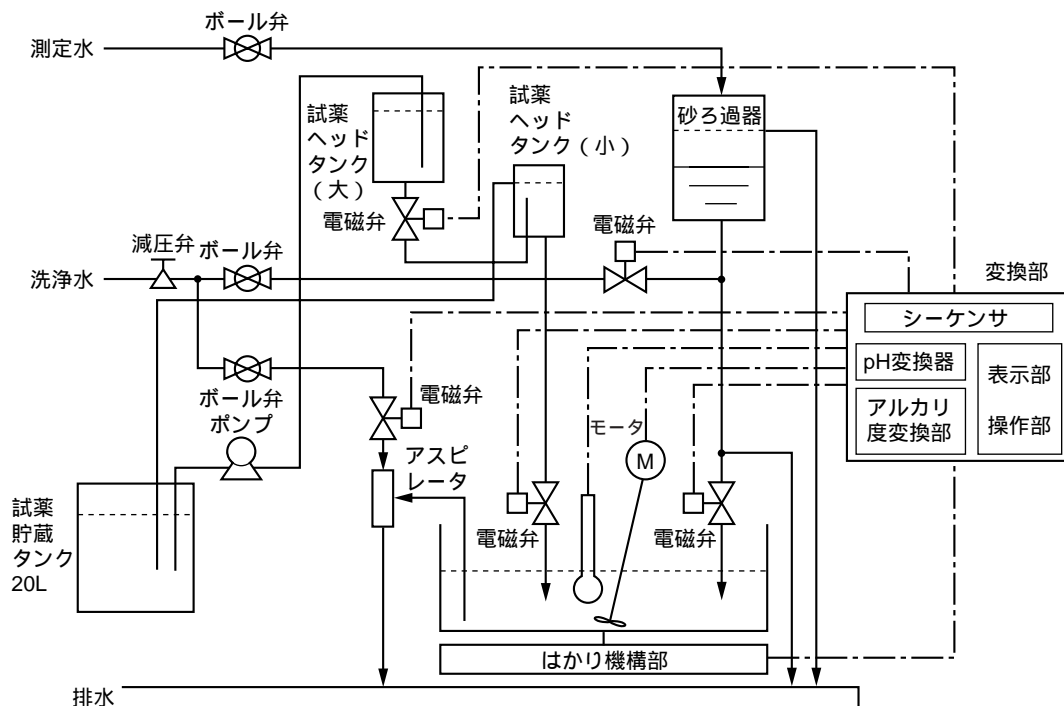 ボール弁
測定水
試薬
ヘッド
タンク
（大）
試薬
ヘッド
タンク（小）
砂ろ過器
電磁弁
電磁弁
減圧弁
ボール弁
洗浄水
変換部
シーケンサ
pH変換器
アルカリ
度変換部
表示部
操作部
ボール弁
ポンプ
電磁弁
アスピ
レータ
モータ
M
電磁弁
電磁弁
試薬
貯蔵
タンク
20L
はかり機構部
排水